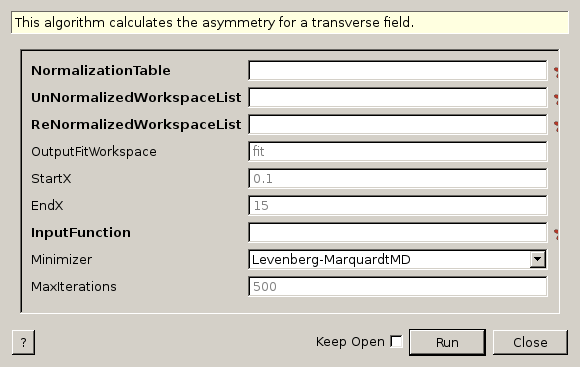 This algorithm calculates the asymmetry for a transverse field.
NormalizationTable
UnNormalizedWorkspaceList
ReNormalizedWorkspaceList
OutputFitWorkspace fit
StartX 0.1
EndX 15
InputFunction
Minimizer Levenberg-MarquardtMD
MaxIterations 500
? Keep Open Run Close